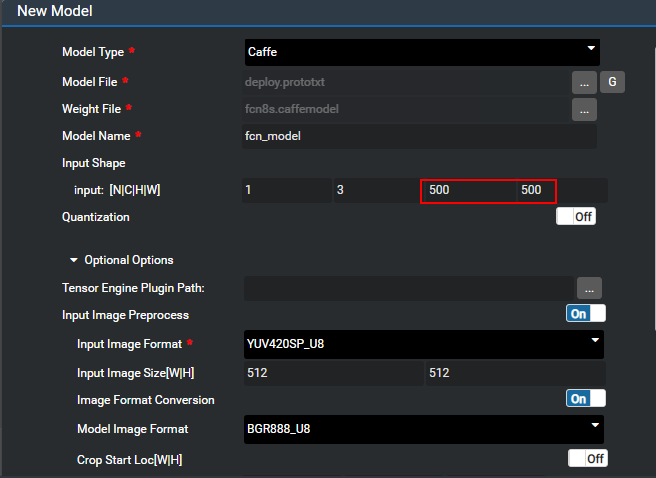 New Model
Model Type * Caffe
Model File * deploy.prototxt ... G
Weight File * fcn8s.caffemodel ...
Model Name * fcn_model
Input Shape
input: [N|C|H|W] 1 3 500 500
Quantization Off
Optional Options
Tensor Engine Plugin Path: ...
Input Image Preprocess On
Input Image Format * YUV420SP_U8
Input Image Size[W|H] 512 512
Image Format Conversion On
Model Image Format BGR888_U8
Crop Start Loc[W|H] Off